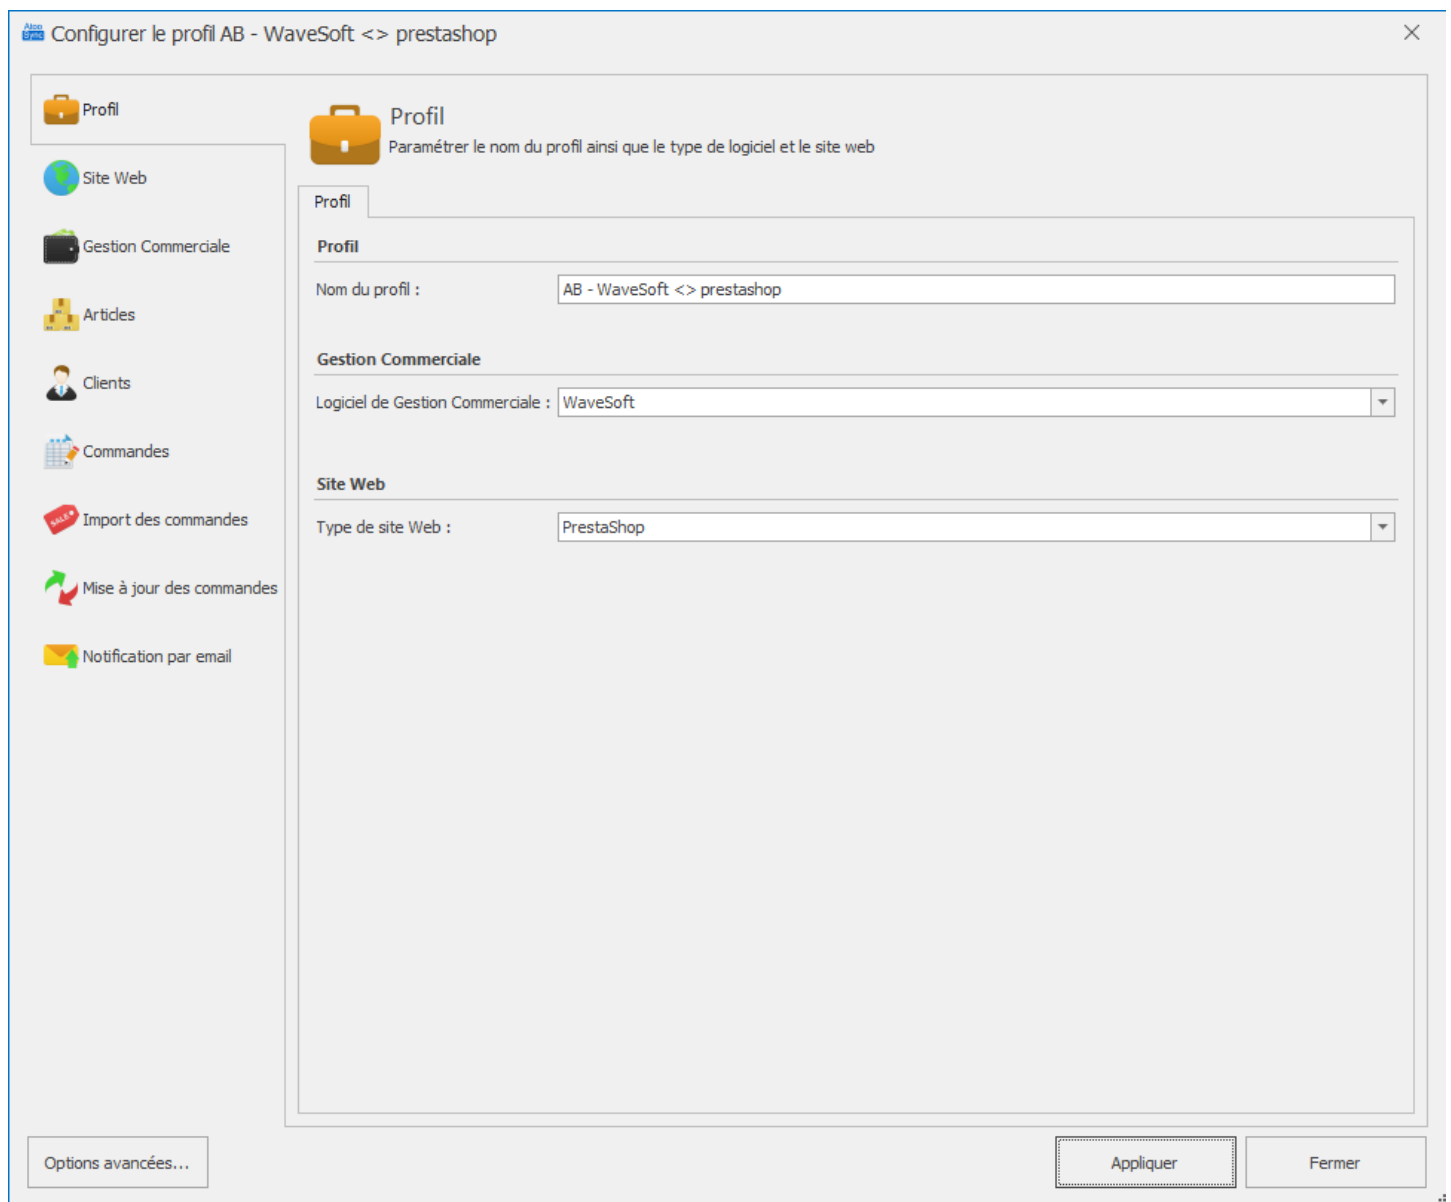 Configurer le profil AB - WaveSoft <> prestashop
Profil
Site Web
Gestion Commerciale
Articles
Clients
Commandes
SALE
Import des commandes
Mise à jour des commandes
Notification par email
Profil
Paramétrer le nom du profil ainsi que le type de logiciel et le site web
Profil
Profil
Nom du profil : AB - WaveSoft <> prestashop
Gestion Commerciale
Logiciel de Gestion Commerciale : WaveSoft
Site Web
Type de site Web : PrestaShop
Options avancées...
Appliquer
Fermer